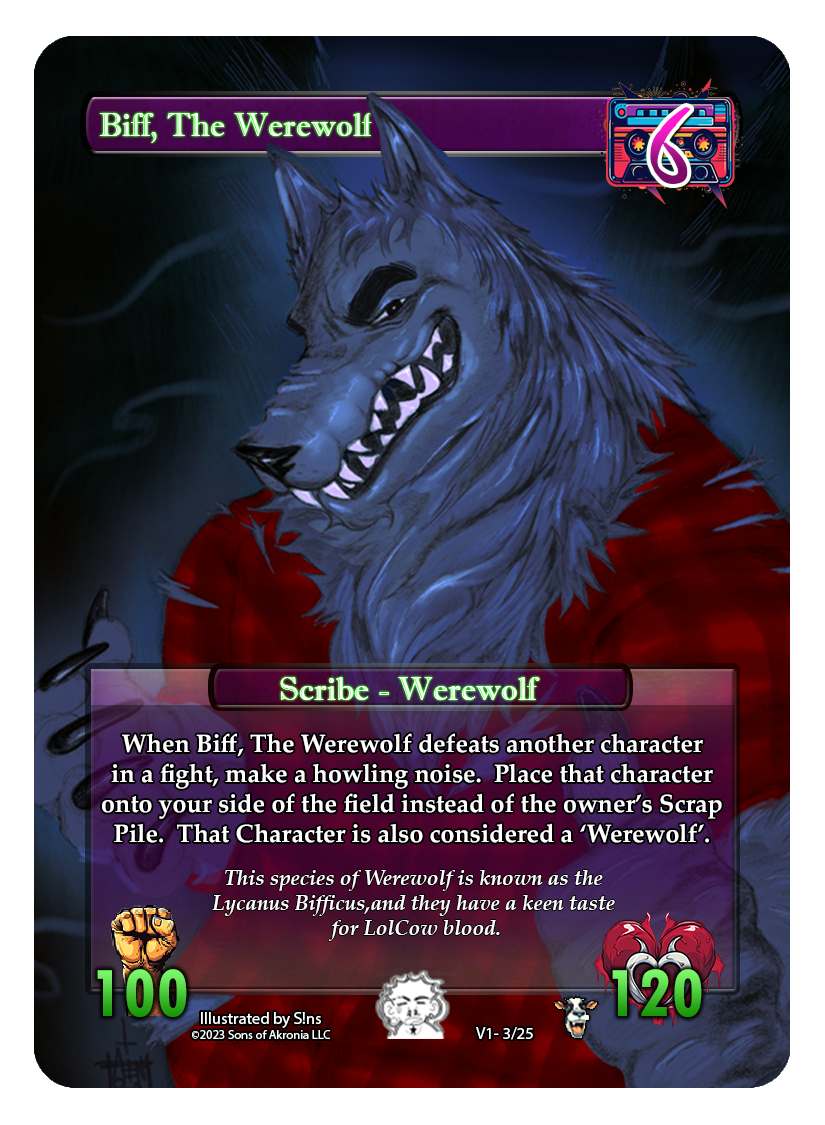 Biff, The Werewolf
6
Scribe - Werewolf
When Biff, The Werewolf defeats another character
in a fight, make a howling noise.  Place that character
onto your side of the field instead of the owner's Scrap
Pile.  That Character is also considered a ‘Werewolf’.
This species of Werewolf is known as the
Lycanus Bifficus,and they have a keen taste
for LolCow blood.
100
120
Illustrated by S!ns
©2023 Sons of Akronia LLC
V1- 3/25